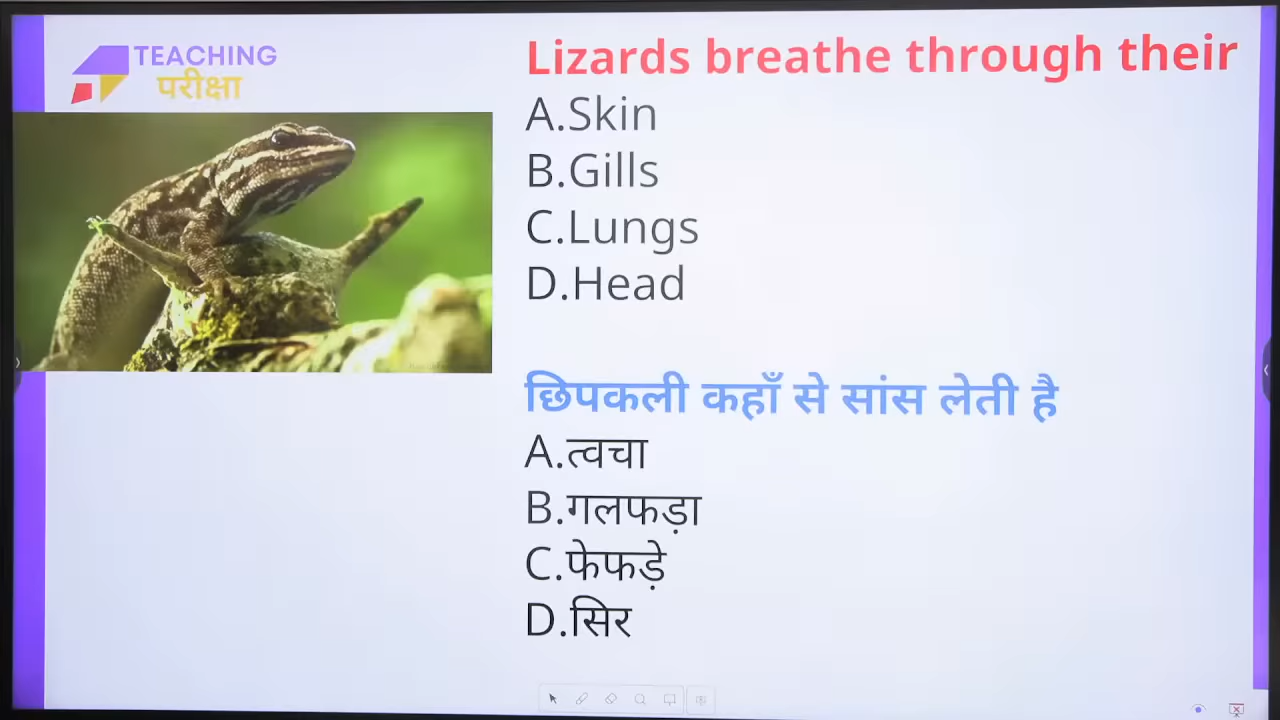 TEACHING
परीक्षा
Lizards breathe through their
A.Skin
B.Gills
C.Lungs
D.Head
छिपकली कहाँ से सांस लेती है
A.त्वचा
B.गलफड़ा
C.फेफड़े
D.सिर